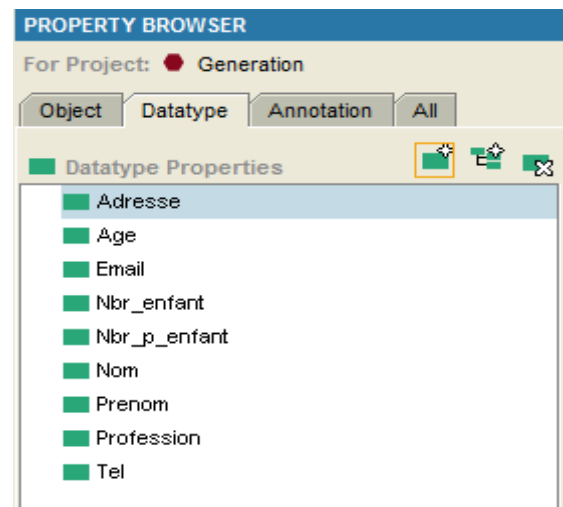 PROPERTY BROWSER
For Project: Generation
Object Datatype Annotation All
Datatype Properties
Adresse
Age
Email
Nbr_enfant
Nbr_p_enfant
Nom
Prenom
Profession
Tel